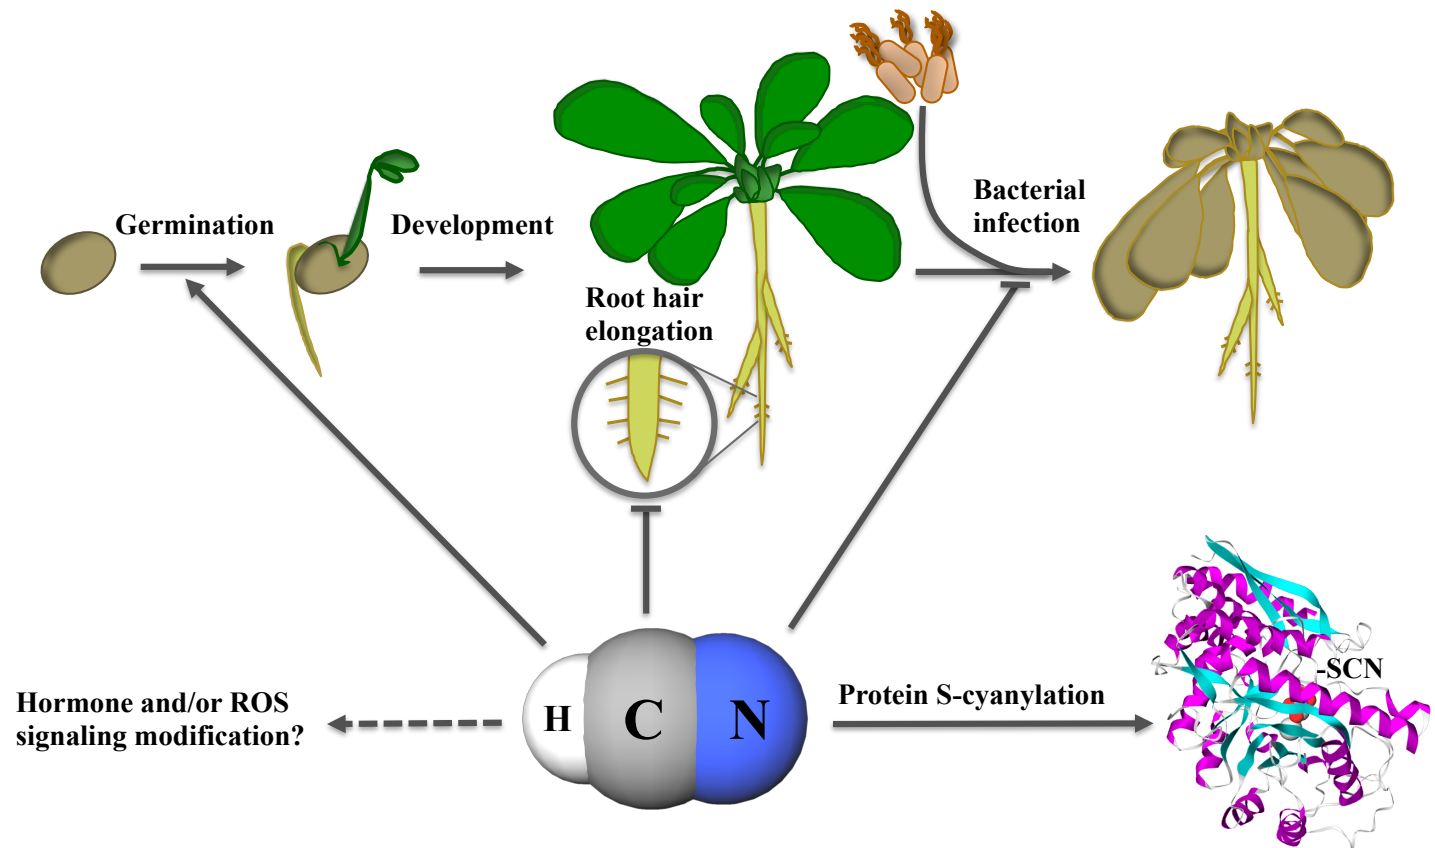 Germination
Development
Bacterial
infection
Root hair
elongation
-SCN
Protein S-cyanylation
Hormone and/or ROS
signaling modification?
H
C
N